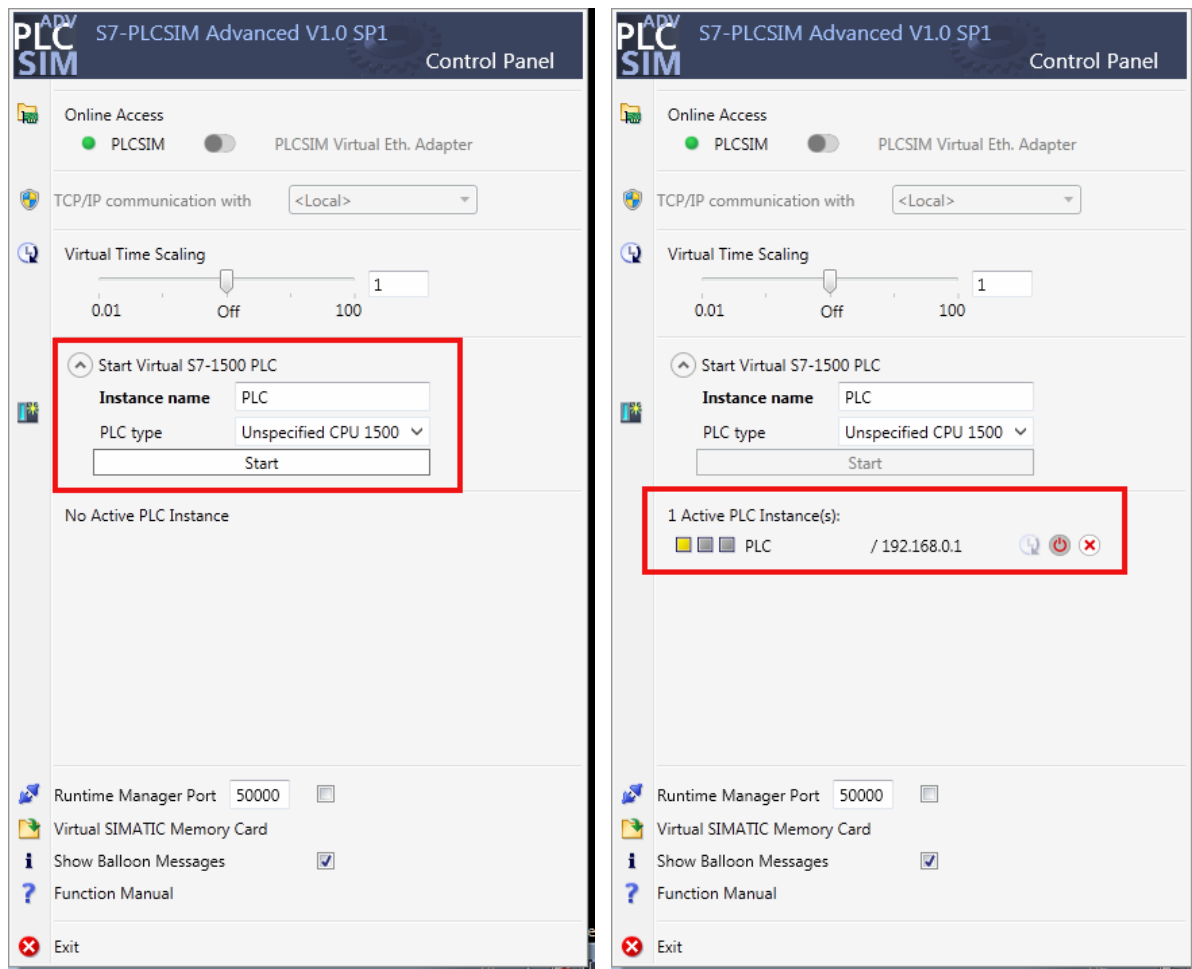 PLC ADV SIM
S7-PLCSIM Advanced V1.0 SP1
Control Panel
Online Access
PLCSIM PLCSIM Virtual Eth. Adapter
TCP/IP communication with <Local>
Virtual Time Scaling
1
0.01 Off 100
Start Virtual S7-1500 PLC
Instance name PLC
PLC type Unspecified CPU 1500
Start
No Active PLC Instance
Runtime Manager Port 50000
Virtual SIMATIC Memory Card
Show Balloon Messages
Function Manual
Exit
PLC ADV SIM
S7-PLCSIM Advanced V1.0 SP1
Control Panel
Online Access
PLCSIM PLCSIM Virtual Eth. Adapter
TCP/IP communication with <Local>
Virtual Time Scaling
1
0.01 Off 100
Start Virtual S7-1500 PLC
Instance name PLC
PLC type Unspecified CPU 1500
Start
1 Active PLC Instance(s):
PLC / 192.168.0.1
Runtime Manager Port 50000
Virtual SIMATIC Memory Card
Show Balloon Messages
Function Manual
Exit